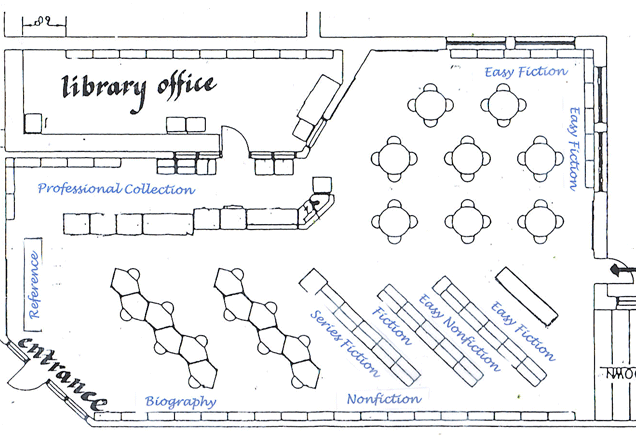 library office
Easy Fiction
Easy Fiction
Professional Collection
Reference
Series Fiction
Fiction
Easy Nonfiction
Easy Fiction
entrance
Biography
Nonfiction